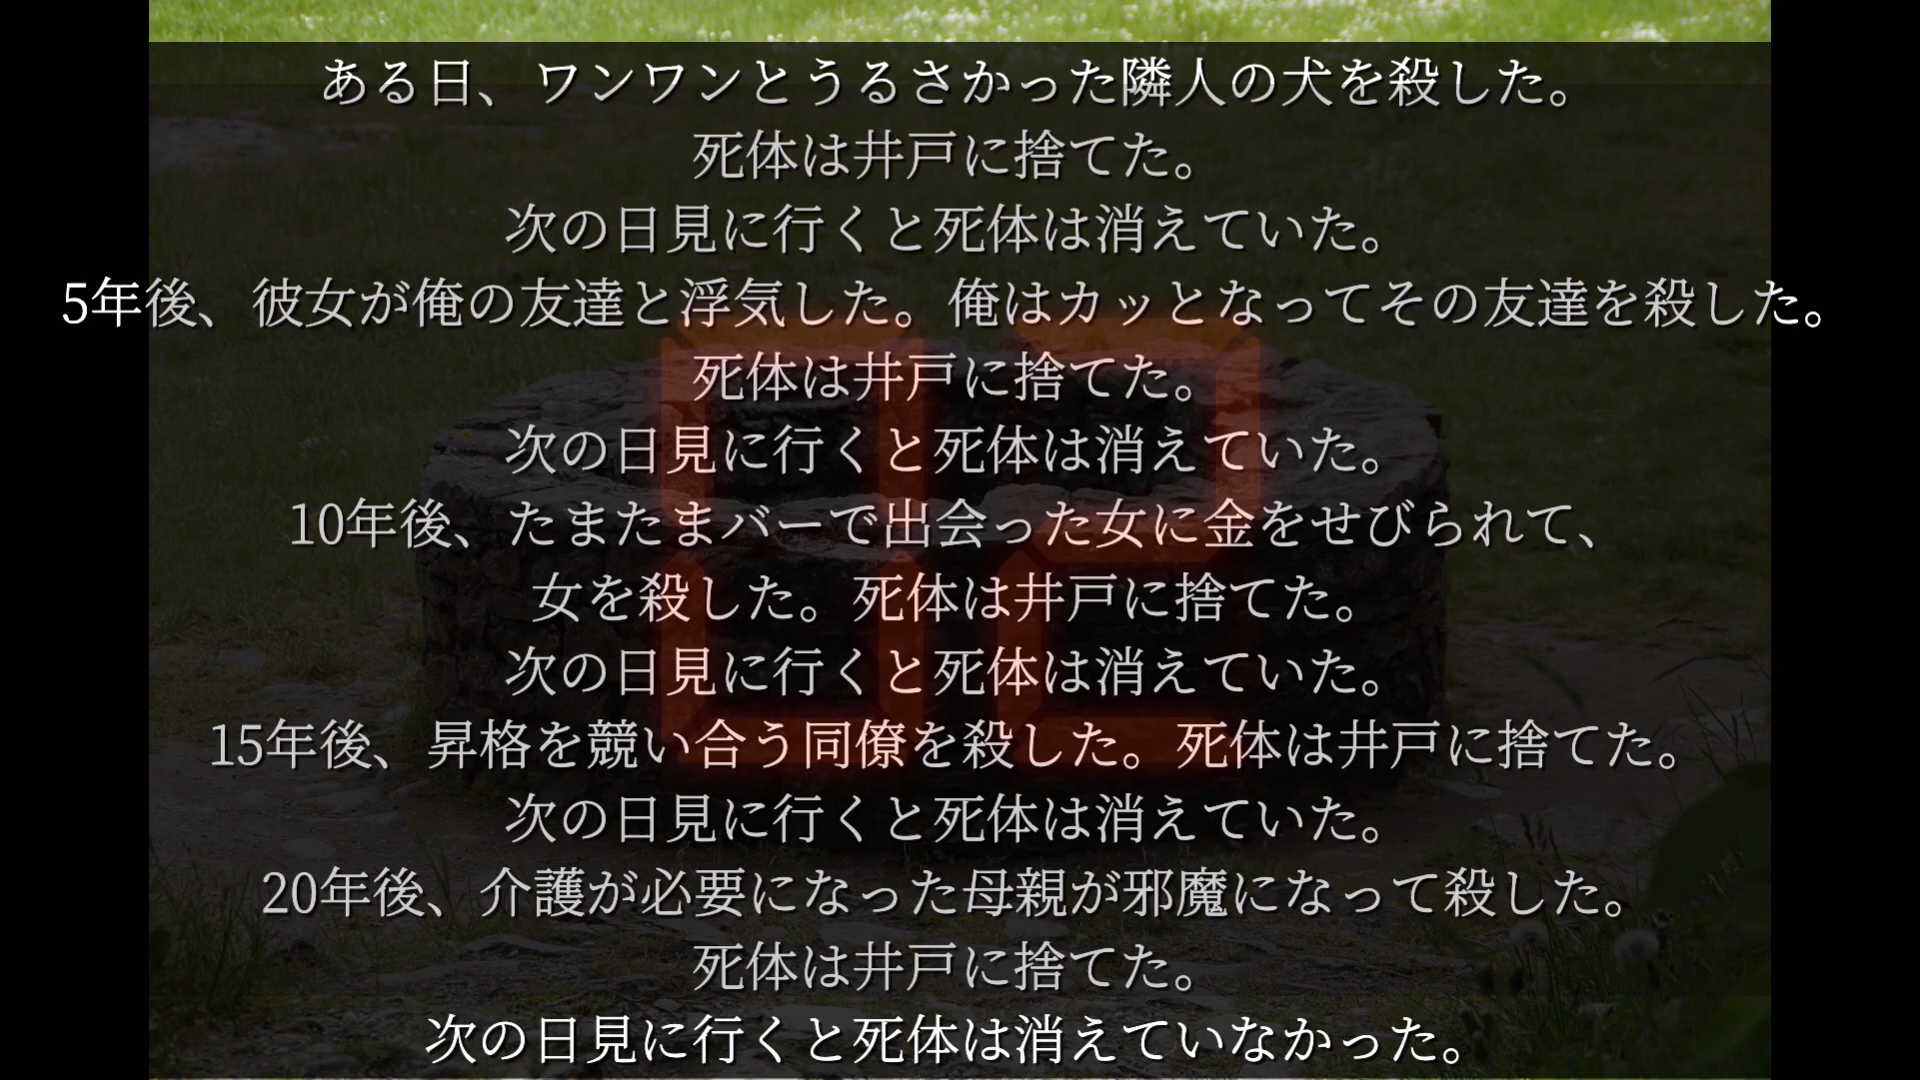 ある日、ワンワンとうるさかった隣人の犬を殺した。
死体は井戸に捨てた。
次の日見に行くと死体は消えていた。
5年後、彼女が俺の友達と浮気した。俺はカッとなってその友達を殺した。
死体は井戸に捨てた。
次の日見に行くと死体は消えていた。
10年後、たまたまバーで出会った女に金をせびられて、
女を殺した。死体は井戸に捨てた。
次の日見に行くと死体は消えていた。
15年後、昇格を競い合う同僚を殺した。死体は井戸に捨てた。
次の日見に行くと死体は消えていた。
20年後、介護が必要になった母親が邪魔になって殺した。
死体は井戸に捨てた。
次の日見に行くと死体は消えていなかった。
02